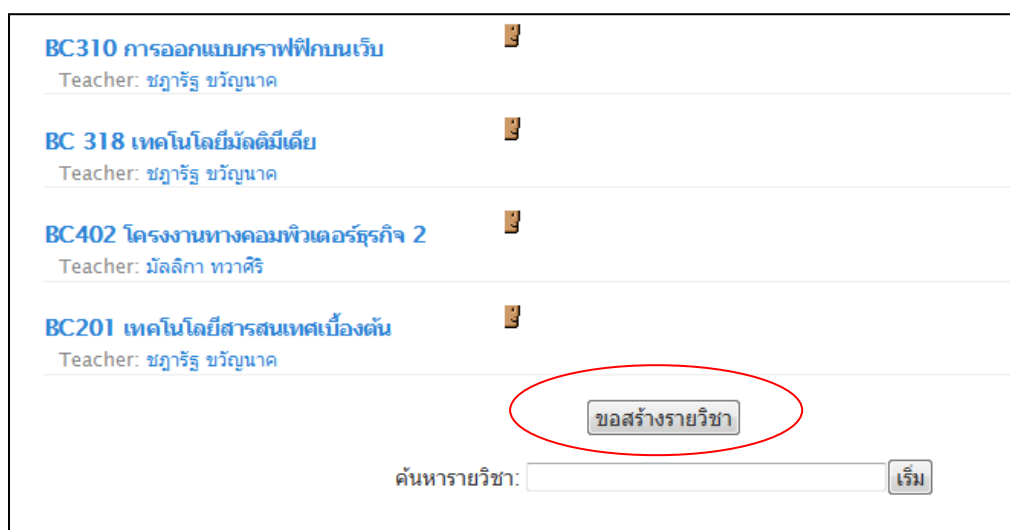 BC310 การออกแบบกราฟฟิกบนเว็บ
Teacher: ชฎารัฐ ขวัญนาค
BC 318 เทคโนโลยีมัลติมีเดีย
Teacher: ชฎารัฐ ขวัญนาค
BC402 โครงงานทางคอมพิวเตอร์ธุรกิจ 2
Teacher: มัลลิกา ทวาศิริ
BC201 เทคโนโลยีสารสนเทศเบื้องต้น
Teacher: ชฎารัฐ ขวัญนาค
ขอสร้างรายวิชา
ค้นหารายวิชา: เริ่ม